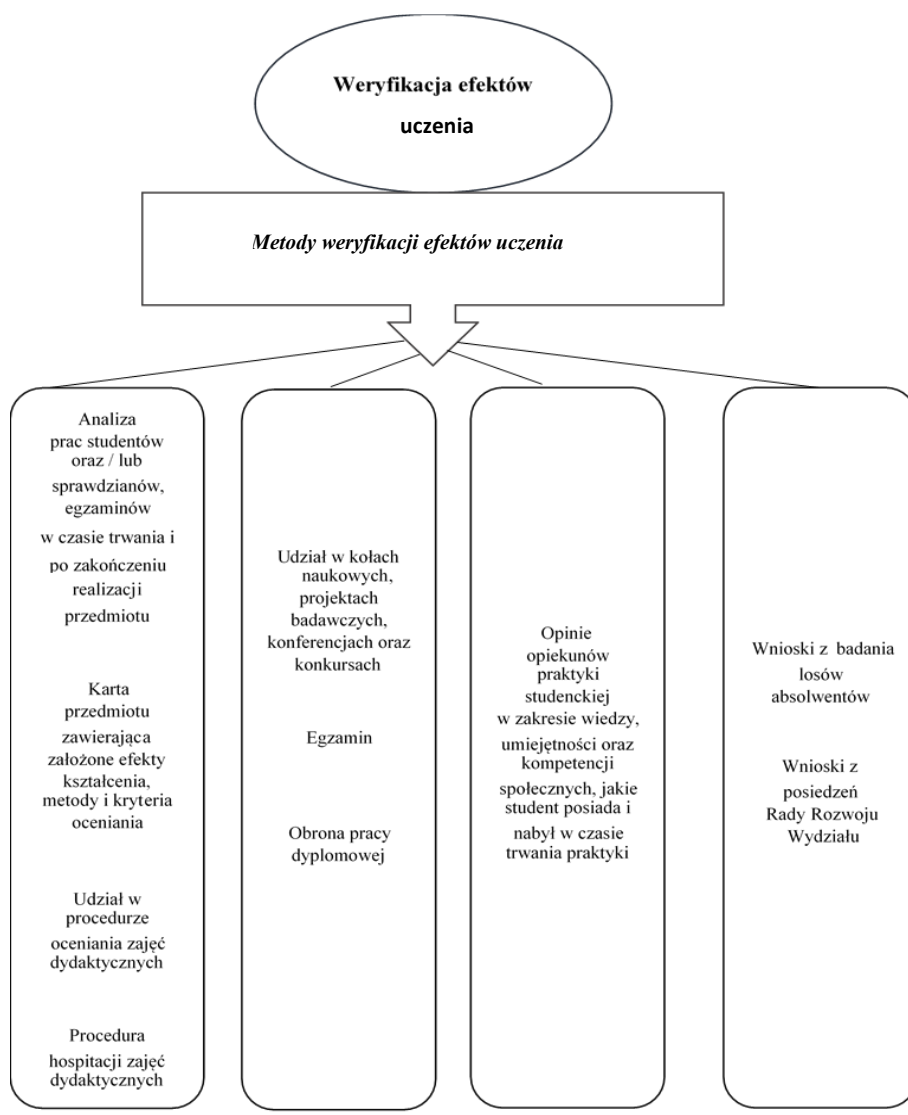 Weryfikacja efektów
uczenia
Metody weryfikacji efektów uczenia
Analiza
prac studentów
oraz / lub
sprawdzianów,
egzaminów
w czasie trwania i
po zakończeniu
realizacji
przedmiotu
Karta
przedmiotu
zawierająca
założone efekty
kształcenia,
metody i kryteria
oceniania
Udział w
procedurze
oceniania zajęć
dydaktycznych
Procedura
hospitacji zajęć
dydaktycznych
Udział w kołach
naukowych,
projektach
badawczych,
konferencjach oraz
konkursach
Egzamin
Obrona pracy
dyplomowej
Opinie
opiekunów
praktyki
studenckiej
w zakresie wiedzy,
umiejętności oraz
kompetencji
społecznych, jakie
student posiada i
nabył w czasie
trwania praktyki
Wnioski z badania
losów
absolwentów
Wnioski z
posiedzeń
Rady Rozwoju
Wydziału